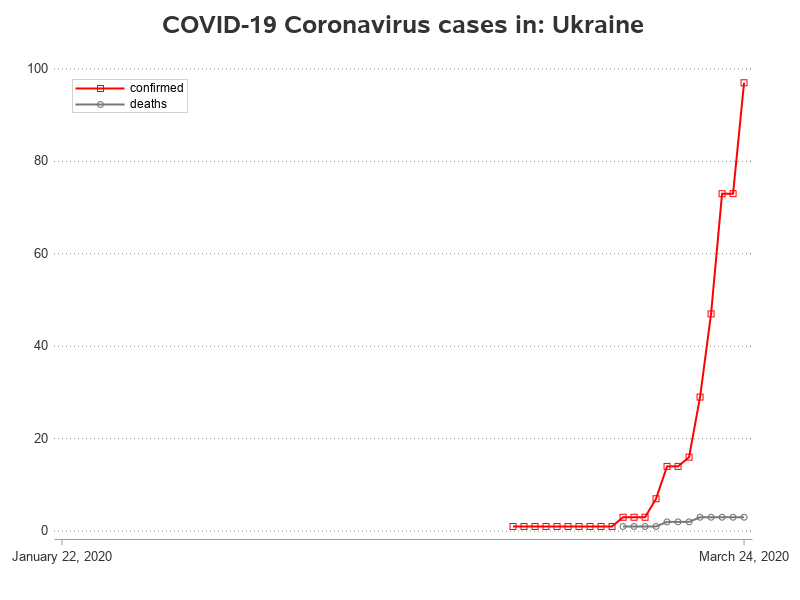 COVID-19 Coronavirus cases in: Ukraine
100
confirmed
deaths
80
60
40
20
0
January 22, 2020
March 24, 2020